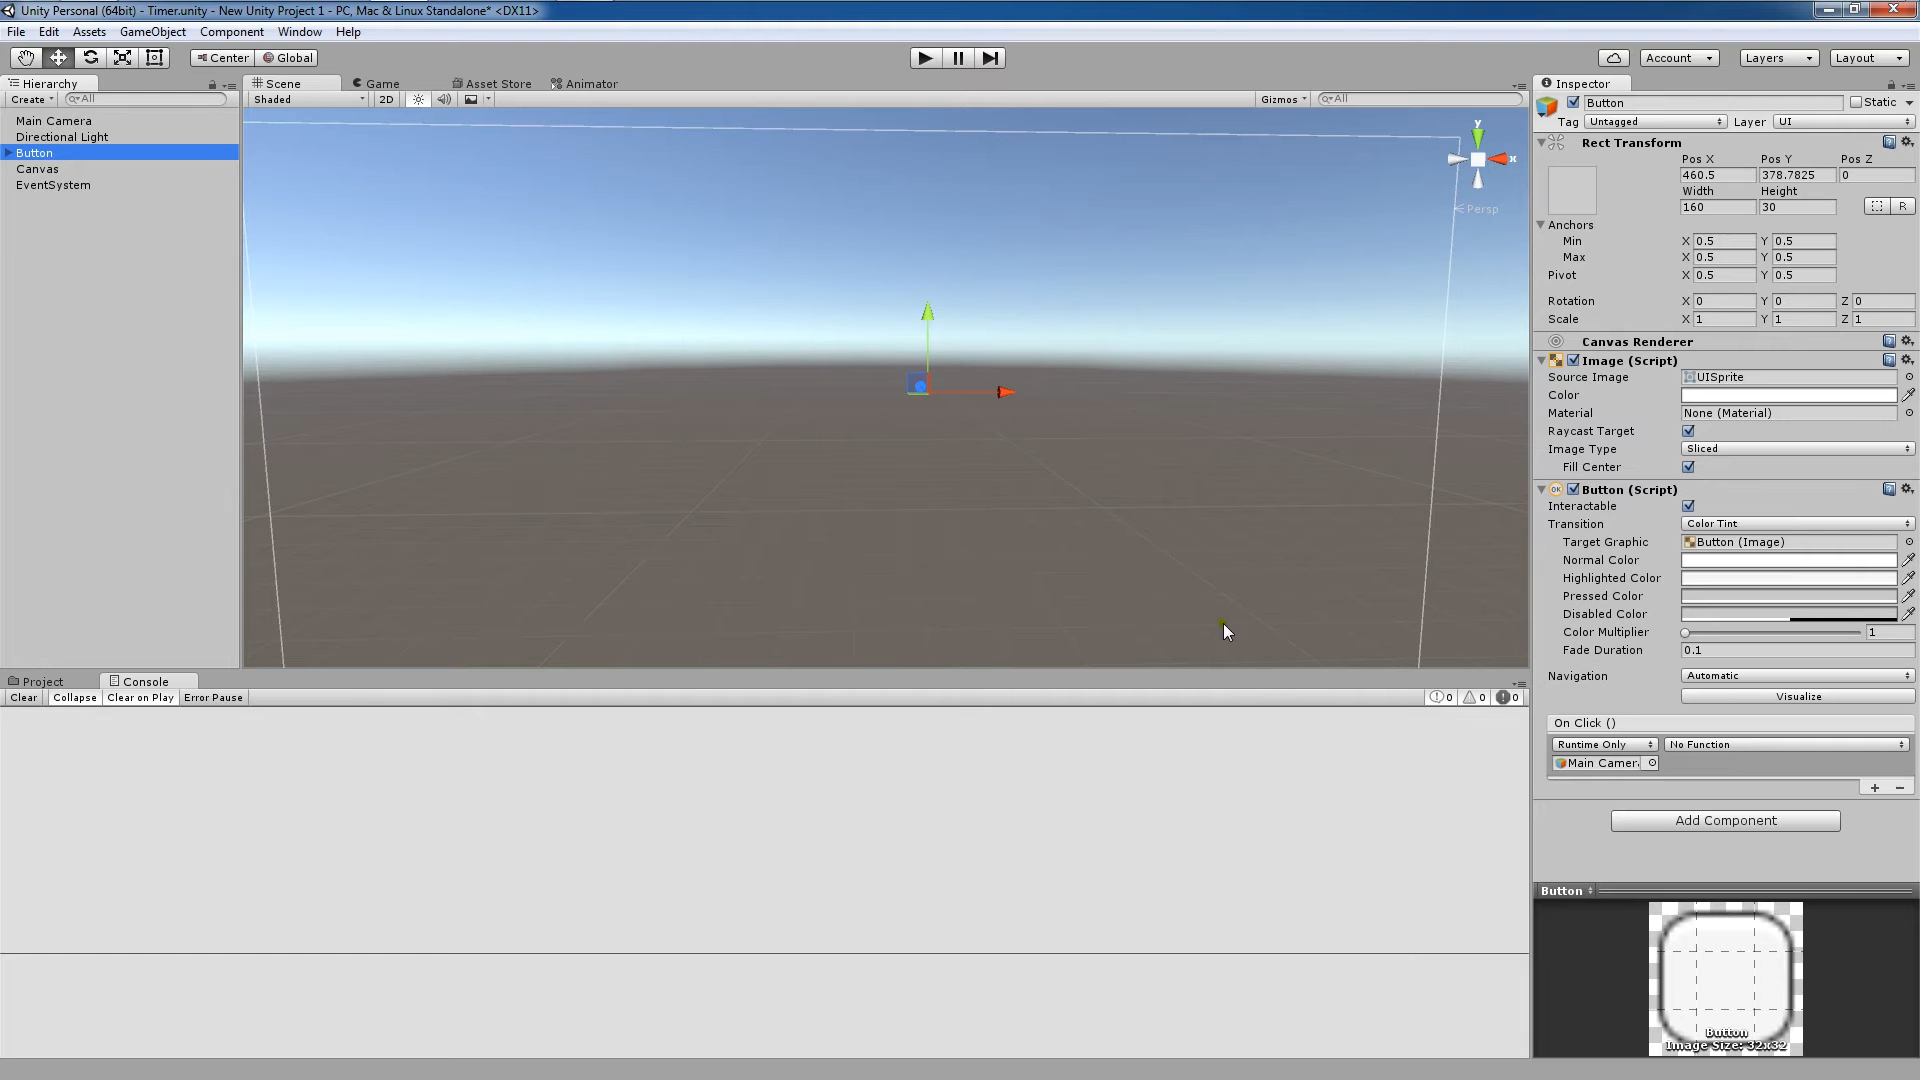 Unity Personal (64bit) - Timer.unity - New Unity Project 1 - PC, Mac & Linux Standalone* <DX11>
File Edit Assets GameObject Component Window Help
Center Global Account Layers Layout
Hierarchy
Create All
Main Camera
Directional Light
Button
Canvas
EventSystem
Scene Game Asset Store Animator
Shaded 2D Gizmos All
y
x
Persp
Project Console
Clear Collapse Clear on Play Error Pause 0 0 0
Inspector
Button Static
Tag Untagged Layer UI
Rect Transform
Pos X Pos Y Pos Z
460.5 378.7825 0
Width Height
160 30 R
Anchors
Min X 0.5 Y 0.5
Max X 0.5 Y 0.5
Pivot X 0.5 Y 0.5
Rotation X 0 Y 0 Z 0
Scale X 1 Y 1 Z 1
Canvas Renderer
Image (Script)
Source Image UISprite
Color
Material None (Material)
Raycast Target
Image Type Sliced
Fill Center
OK Button (Script)
Interactable
Transition Color Tint
Target Graphic Button (Image)
Normal Color
Highlighted Color
Pressed Color
Disabled Color
Color Multiplier 1
Fade Duration 0.1
Navigation Automatic
Visualize
On Click ()
Runtime Only No Function
Main Camer
+ −
Add Component
Button
Button
Image Size: 32x32